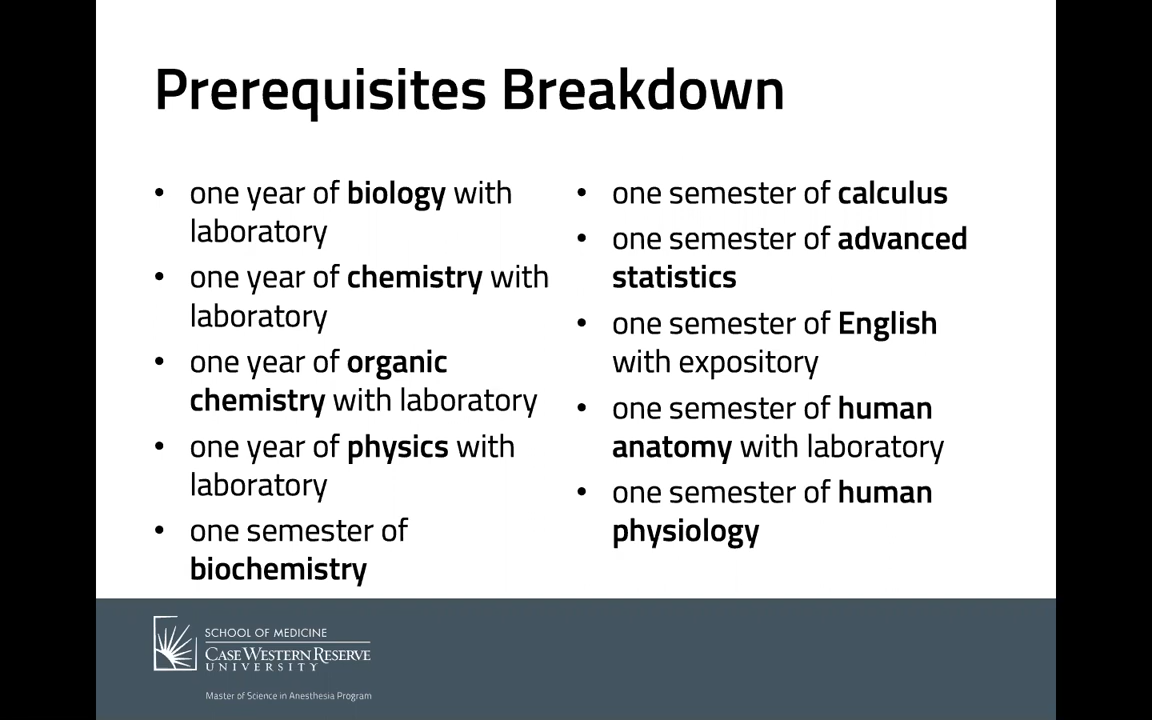 Prerequisites Breakdown
• one year of biology with
laboratory
• one year of chemistry with
laboratory
• one year of organic
chemistry with laboratory
• one year of physics with
laboratory
• one semester of
biochemistry
• one semester of calculus
• one semester of advanced
statistics
• one semester of English
with expository
• one semester of human
anatomy with laboratory
• one semester of human
physiology
SCHOOL OF MEDICINE
CASE WESTERN RESERVE
UNIVERSITY
Master of Science in Anesthesia Program